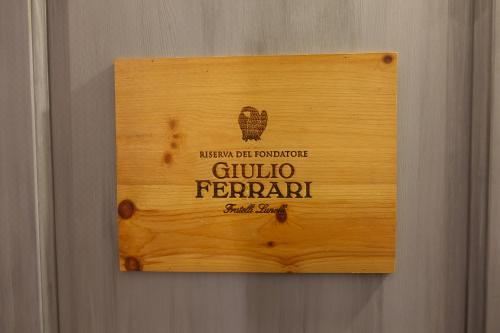 RISERVA DEL FONDATORE
GIULIO
FERRARI
Fratelli Lunelli